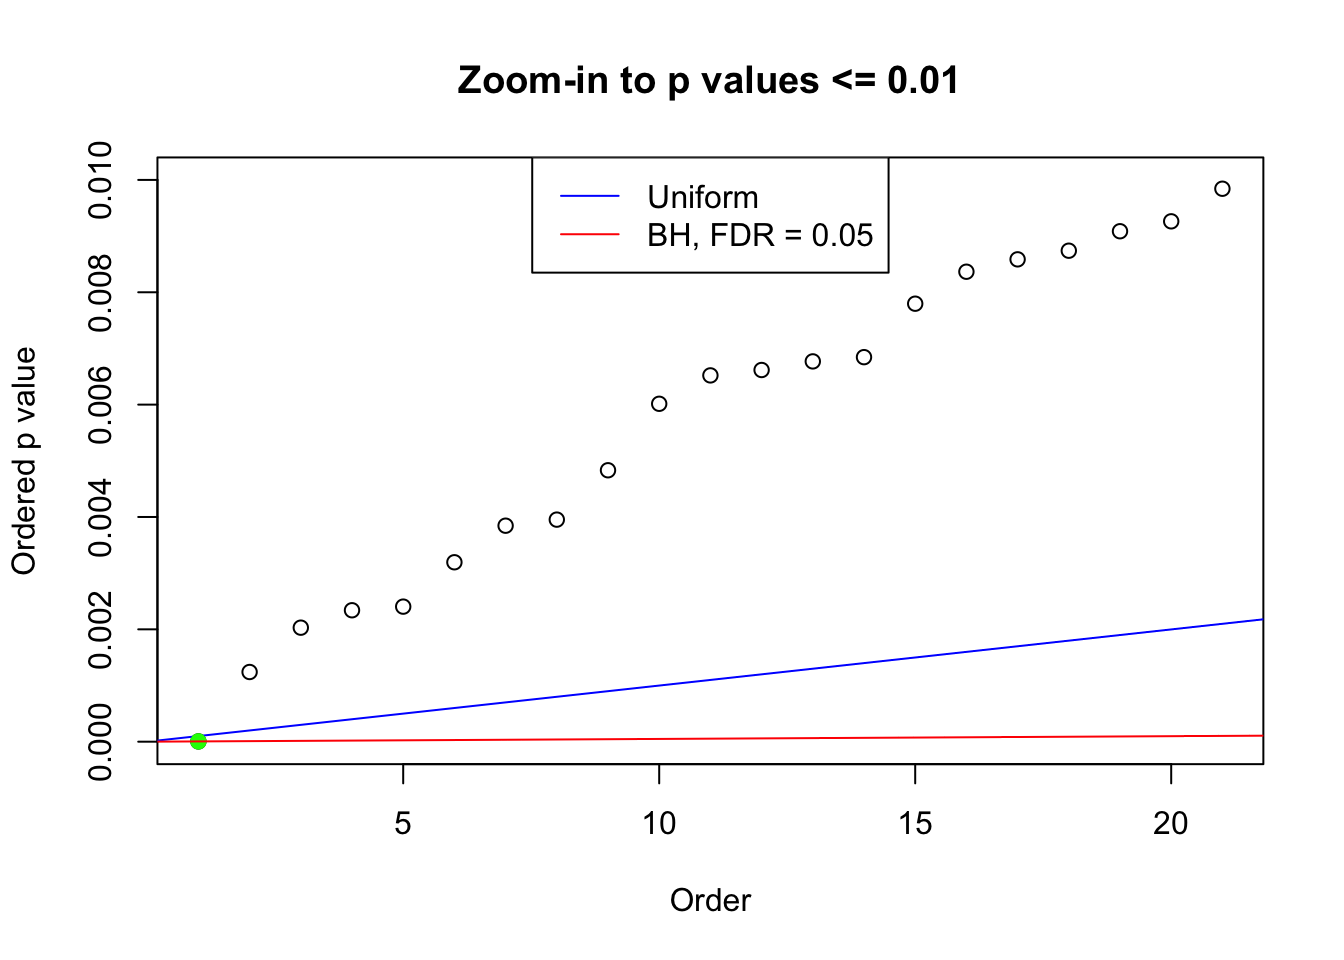 Zoom-in to p values <= 0.01
Uniform
BH, FDR = 0.05
Ordered p value
0.010
0.008
0.006
0.004
0.002
0.000
5 10 15 20
Order